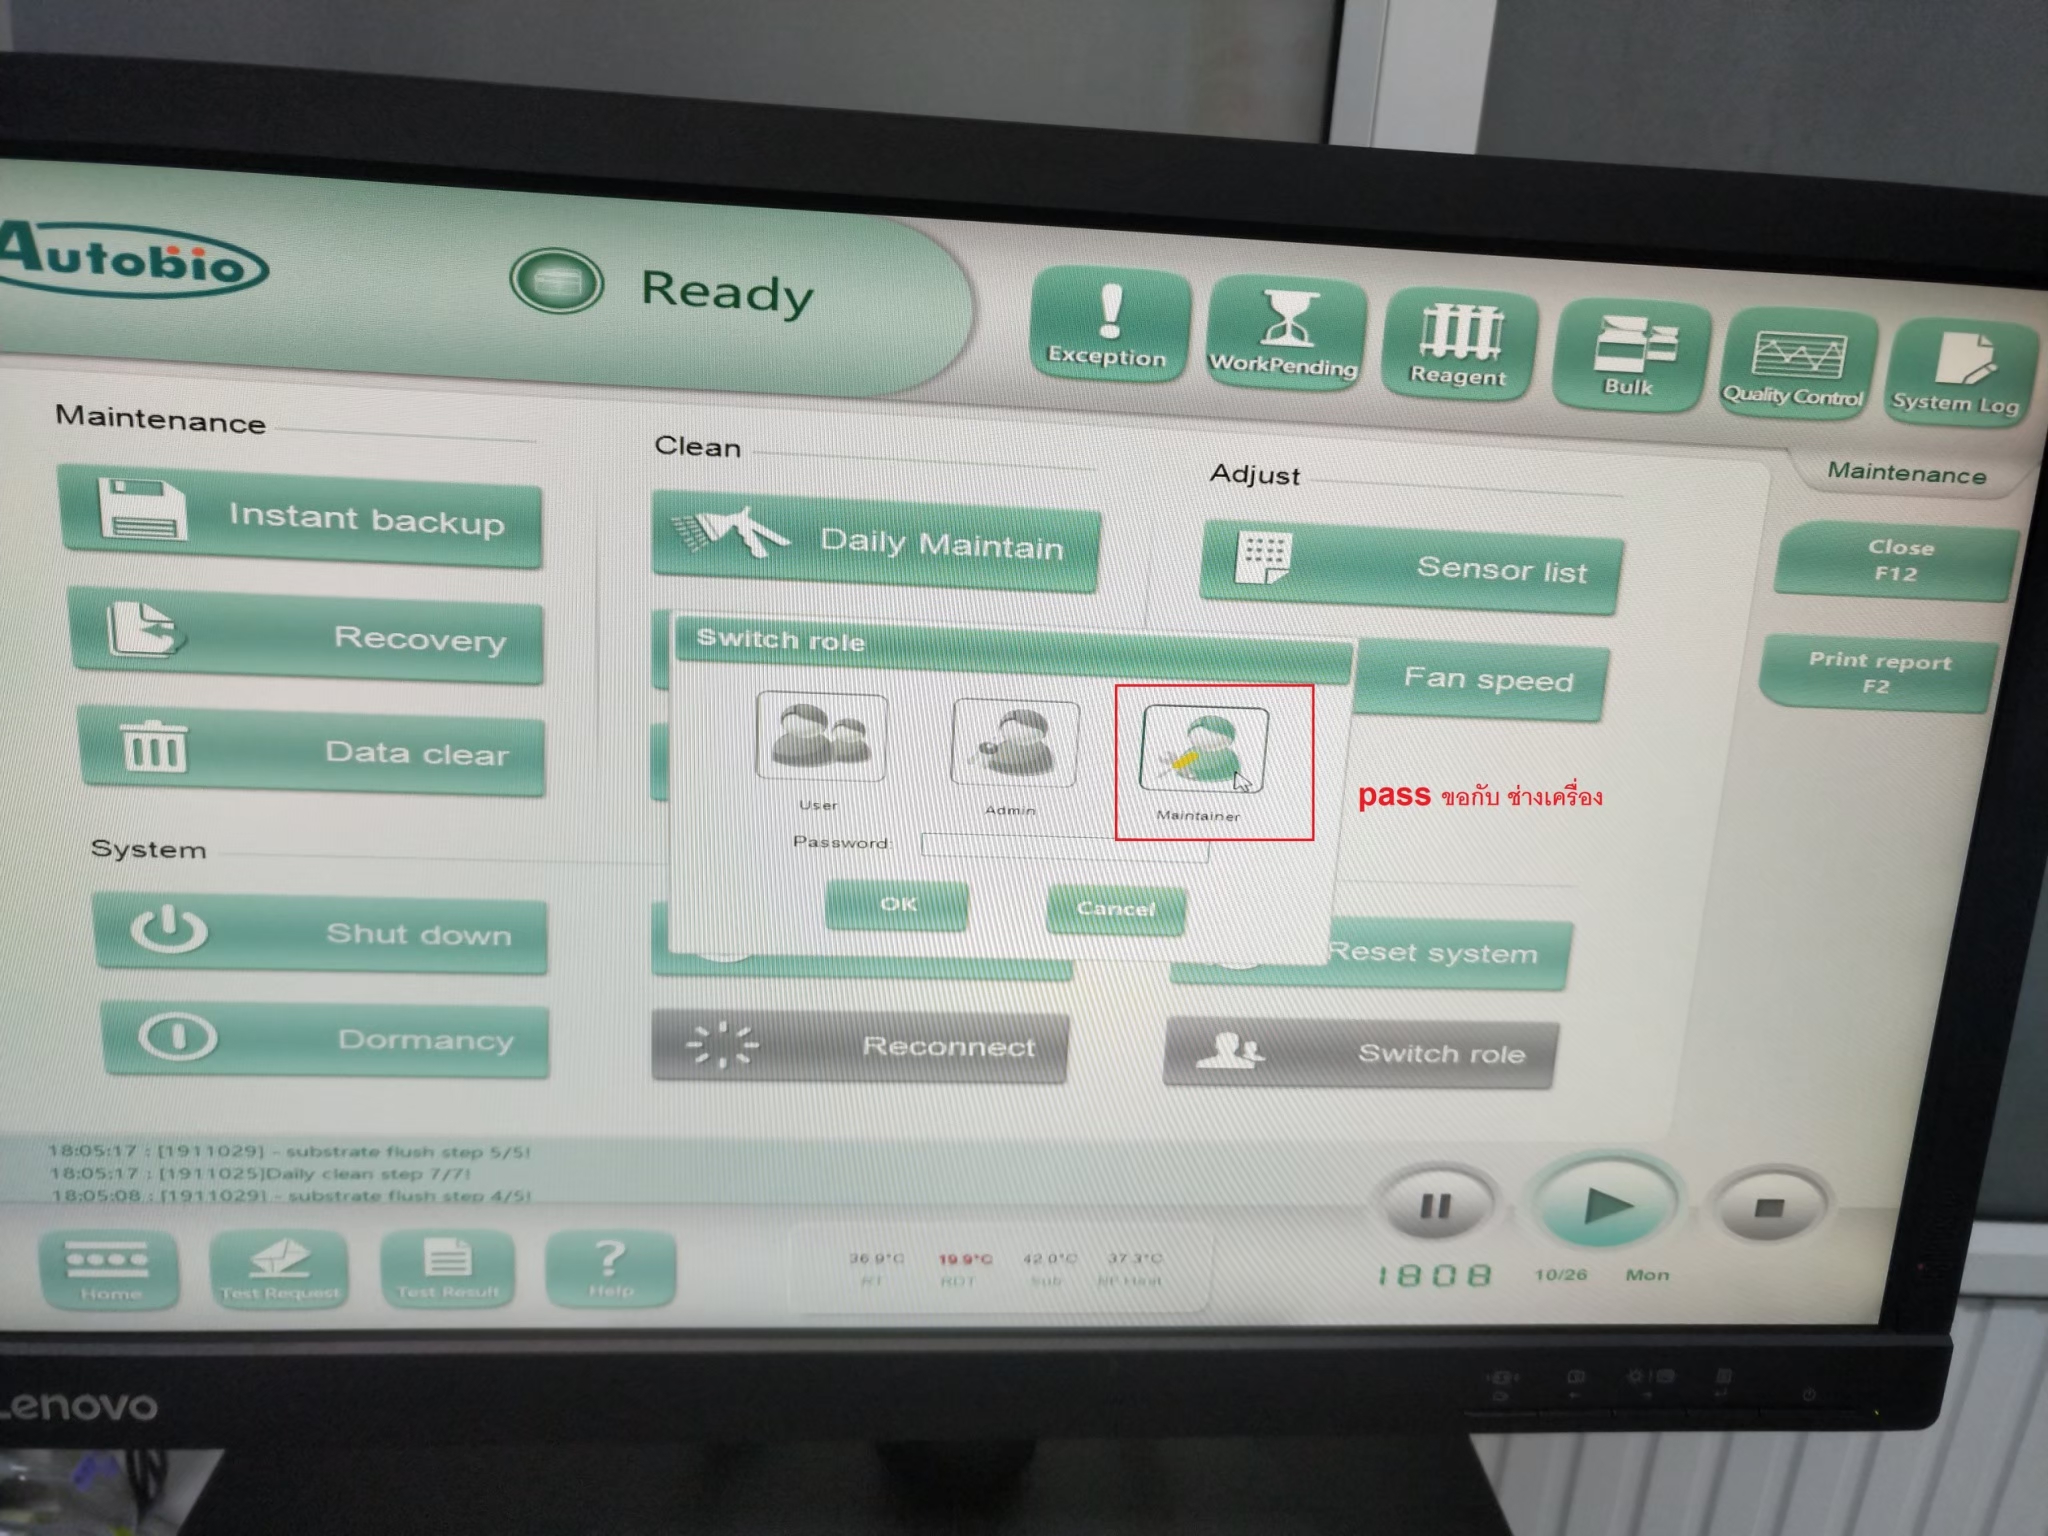 Autobio
Ready
Exception
WorkPending
Reagent
Bulk
Quality Control
System Log
Maintenance
Clean
Adjust
Maintenance
Instant backup
Daily Maintain
Sensor list
Close
F12
Recovery
Switch role
Fan speed
Print report
F2
Data clear
User
Admin
Maintainer
pass ขอกับ ช่างเครื่อง
Password:
System
OK
Cancel
Shut down
Reset system
Dormancy
Reconnect
Switch role
18:05:17 : [1911029] - substrate flush step 5/5!
18:05:17 : [1911025]Daily clean step 7/7!
18:05:08 : [1911029] - substrate flush step 4/5!
Home
Test Request
Test Result
Help
36.9°C 19.9°C 42.0°C 37.3°C
RT RDT Sub NP Heat
1808 10/26 Mon
Lenovo